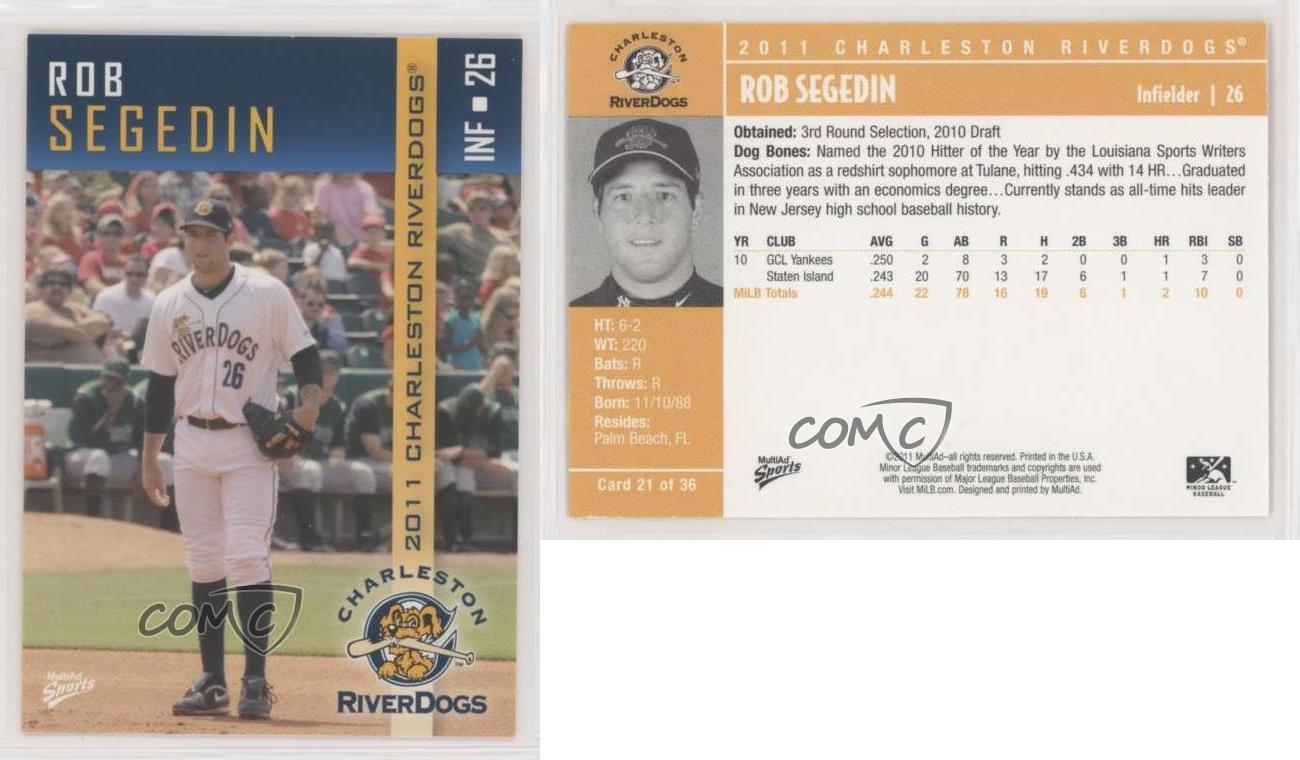 ROB
SEGEDIN
INF ▪ 26
2011 CHARLESTON RIVERDOGS®
RIVERDOGS
26
CHARLESTON
RIVERDOGS™
MultiAd
Sports
COMC
CHARLESTON
RIVERDOGS
2011 CHARLESTON RIVERDOGS®
ROB SEGEDIN
Infielder | 26
Obtained: 3rd Round Selection, 2010 Draft
Dog Bones: Named the 2010 Hitter of the Year by the Louisiana Sports Writers
Association as a redshirt sophomore at Tulane, hitting .434 with 14 HR...Graduated
in three years with an economics degree...Currently stands as all-time hits leader
in New Jersey high school baseball history.
YR CLUB AVG G AB R H 2B 3B HR RBI SB
10 GCL Yankees .250 2 8 3 2 0 0 1 3 0
Staten Island .243 20 70 13 17 6 1 1 7 0
MiLB Totals .244 22 78 16 19 6 1 2 10 0
HT: 6-2
WT: 220
Bats: R
Throws: R
Born: 11/10/88
Resides:
Palm Beach, FL
Card 21 of 36
COMC
MultiAd
Sports
©2011 MultiAd–all rights reserved. Printed in the U.S.A.
Minor League Baseball trademarks and copyrights are used
with permission of Major League Baseball Properties, Inc.
Visit MiLB.com. Designed and printed by MultiAd.
MINOR LEAGUE
BASEBALL